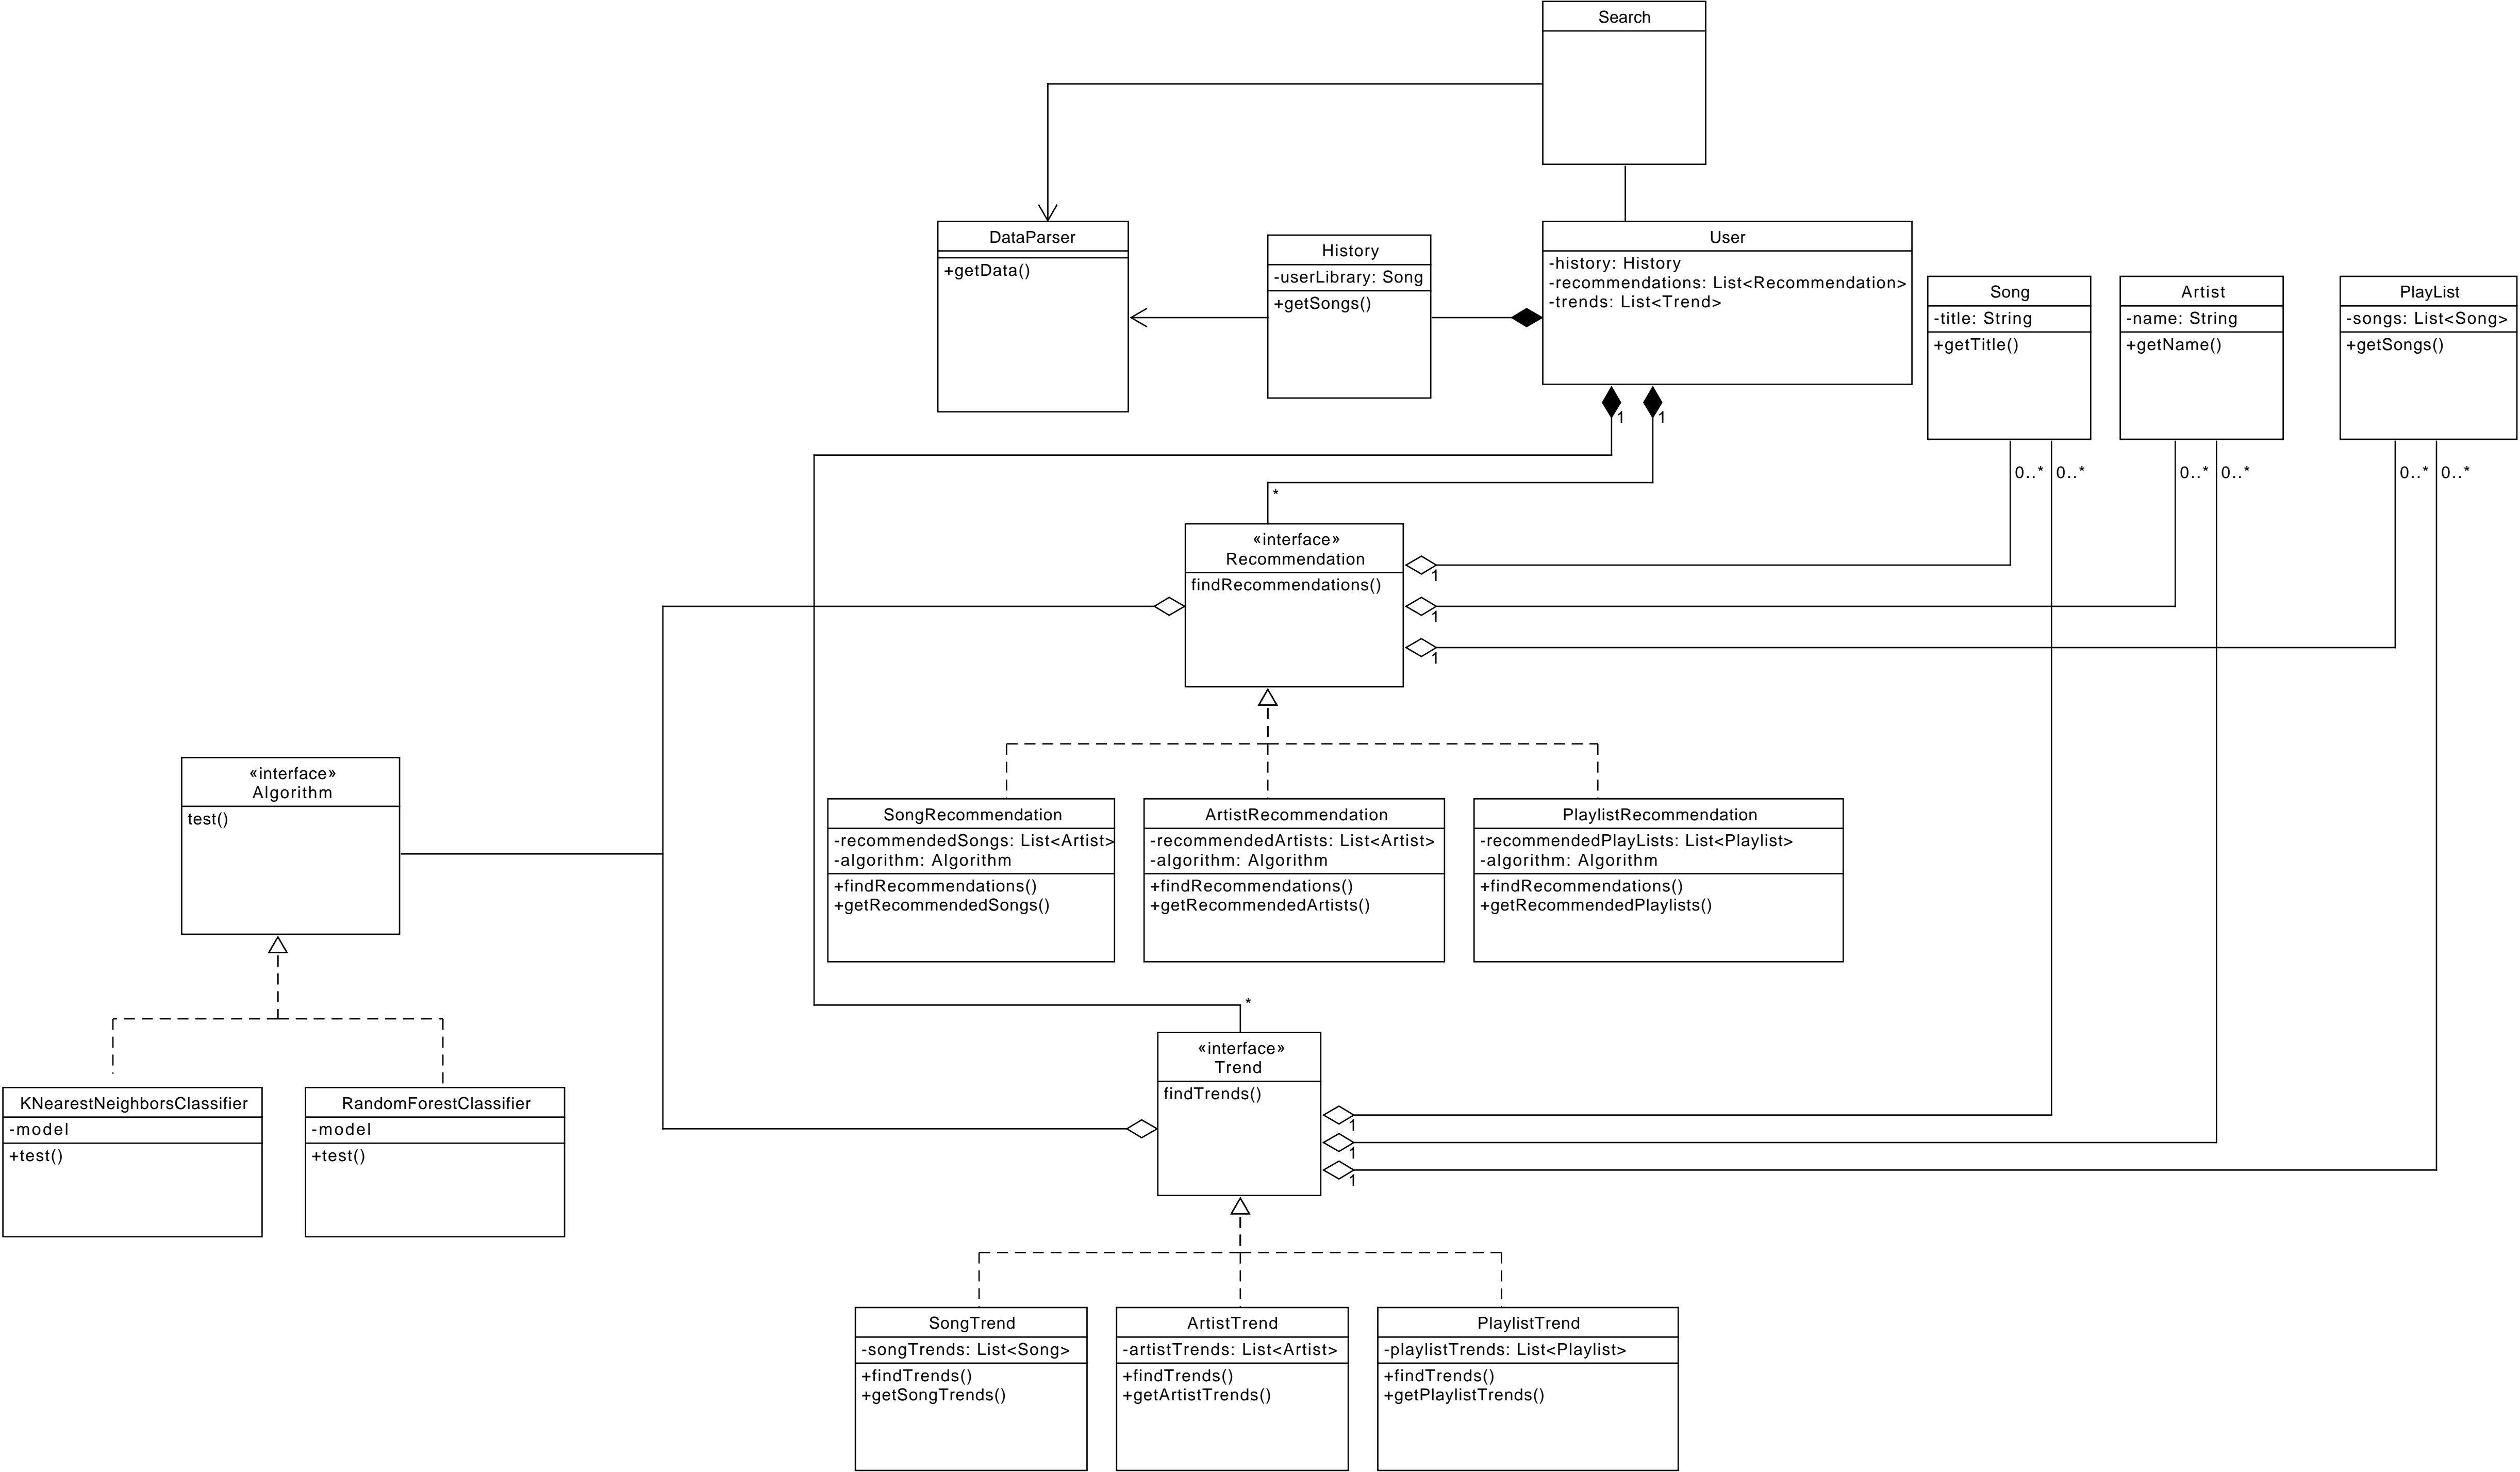 Search
DataParser
+getData()
History
-userLibrary: Song
+getSongs()
User
-history: History
-recommendations: List<Recommendation>
-trends: List<Trend>
Song
-title: String
+getTitle()
Artist
-name: String
+getName()
PlayList
-songs: List<Song>
+getSongs()
1
1
0..*
0..*
0..*
0..*
0..*
0..*
*
«interface»
Recommendation
findRecommendations()
1
1
1
«interface»
Algorithm
test()
SongRecommendation
-recommendedSongs: List<Artist>
-algorithm: Algorithm
+findRecommendations()
+getRecommendedSongs()
ArtistRecommendation
-recommendedArtists: List<Artist>
-algorithm: Algorithm
+findRecommendations()
+getRecommendedArtists()
PlaylistRecommendation
-recommendedPlayLists: List<Playlist>
-algorithm: Algorithm
+findRecommendations()
+getRecommendedPlaylists()
*
«interface»
Trend
findTrends()
1
1
1
KNearestNeighborsClassifier
-model
+test()
RandomForestClassifier
-model
+test()
SongTrend
-songTrends: List<Song>
+findTrends()
+getSongTrends()
ArtistTrend
-artistTrends: List<Artist>
+findTrends()
+getArtistTrends()
PlaylistTrend
-playlistTrends: List<Playlist>
+findTrends()
+getPlaylistTrends()